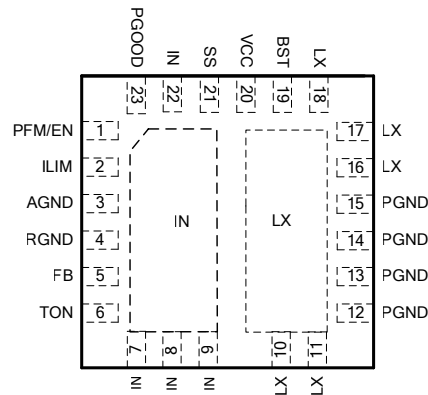 PGOOD IN SS VCC BST LX
23 22 21 20 19 18
PFM/EN 1 17 LX
ILIM 2 16 LX
AGND 3 15 PGND
RGND 4 IN LX 14 PGND
FB 5 13 PGND
TON 6 12 PGND
7 8 9 10 11
IN IN IN LX LX